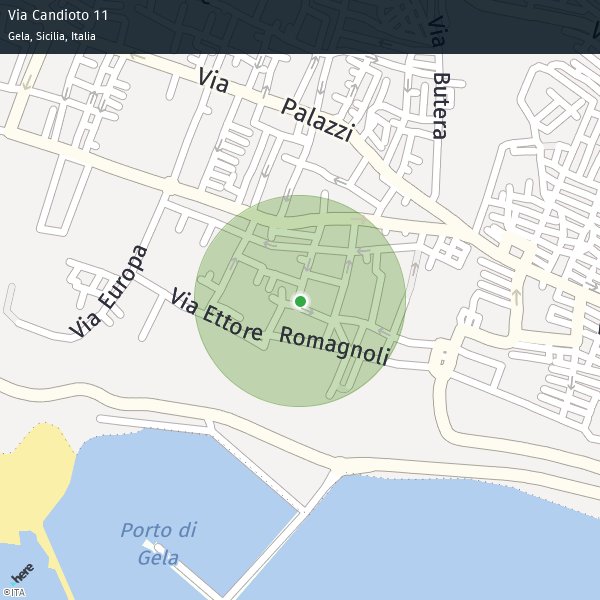 Via Candioto 11
Gela, Sicilia, Italia
Via
Butera
Via
Palazzi
Via Europa
Via Ettore Romagnoli
Porto di
Gela
here
©ITA